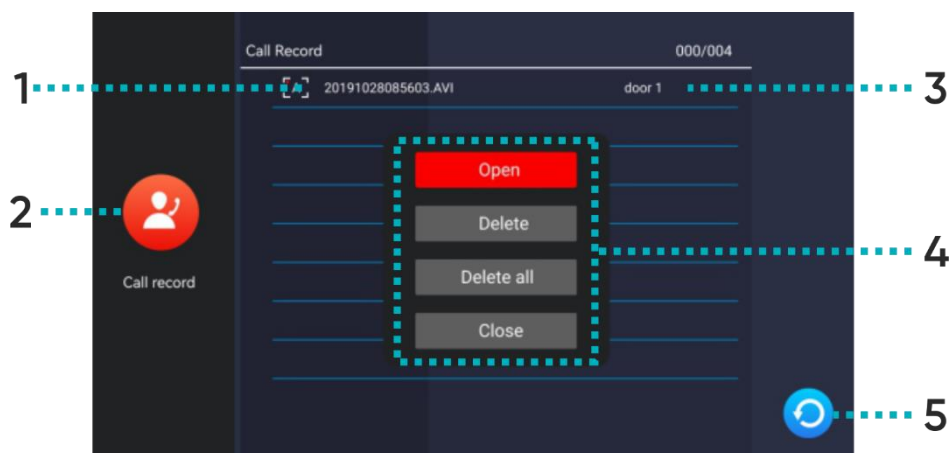 Call Record 000/004
1 [A] 20191028085603.AVI door 1 3
Open
2
Delete
4
Call record
Delete all
Close
5